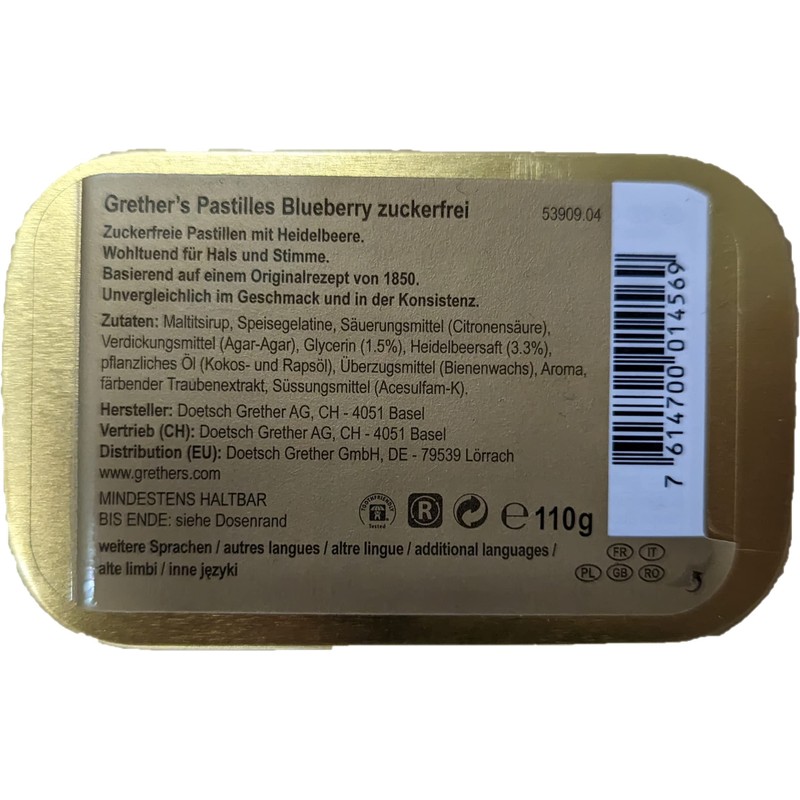 Grether's Pastilles Blueberry zuckerfrei
53909.04
Zuckerfreie Pastillen mit Heidelbeere.
Wohltuend für Hals und Stimme.
Basierend auf einem Originalrezept von 1850.
Unvergleichlich im Geschmack und in der Konsistenz.
Zutaten: Maltitsirup, Speisegelatine, Säuerungsmittel (Citronensäure),
Verdickungsmittel (Agar-Agar), Glycerin (1.5%), Heidelbeersaft (3.3%),
pflanzliches Öl (Kokos- und Rapsöl), Überzugsmittel (Bienenwachs), Aroma,
färbender Traubenextrakt, Süssungsmittel (Acesulfam-K).
Hersteller: Doetsch Grether AG, CH - 4051 Basel
Vertrieb (CH): Doetsch Grether AG, CH - 4051 Basel
Distribution (EU): Doetsch Grether GmbH, DE - 79539 Lörrach
www.grethers.com
MINDESTENS HALTBAR
BIS ENDE: siehe Dosenrand
TOOTHFRIENDLY
Tested
R
℮ 110g
weitere Sprachen / autres langues / altre lingue / additional languages /
alte limbi / inne języki
FR IT
PL GB RO
7 614700 014569